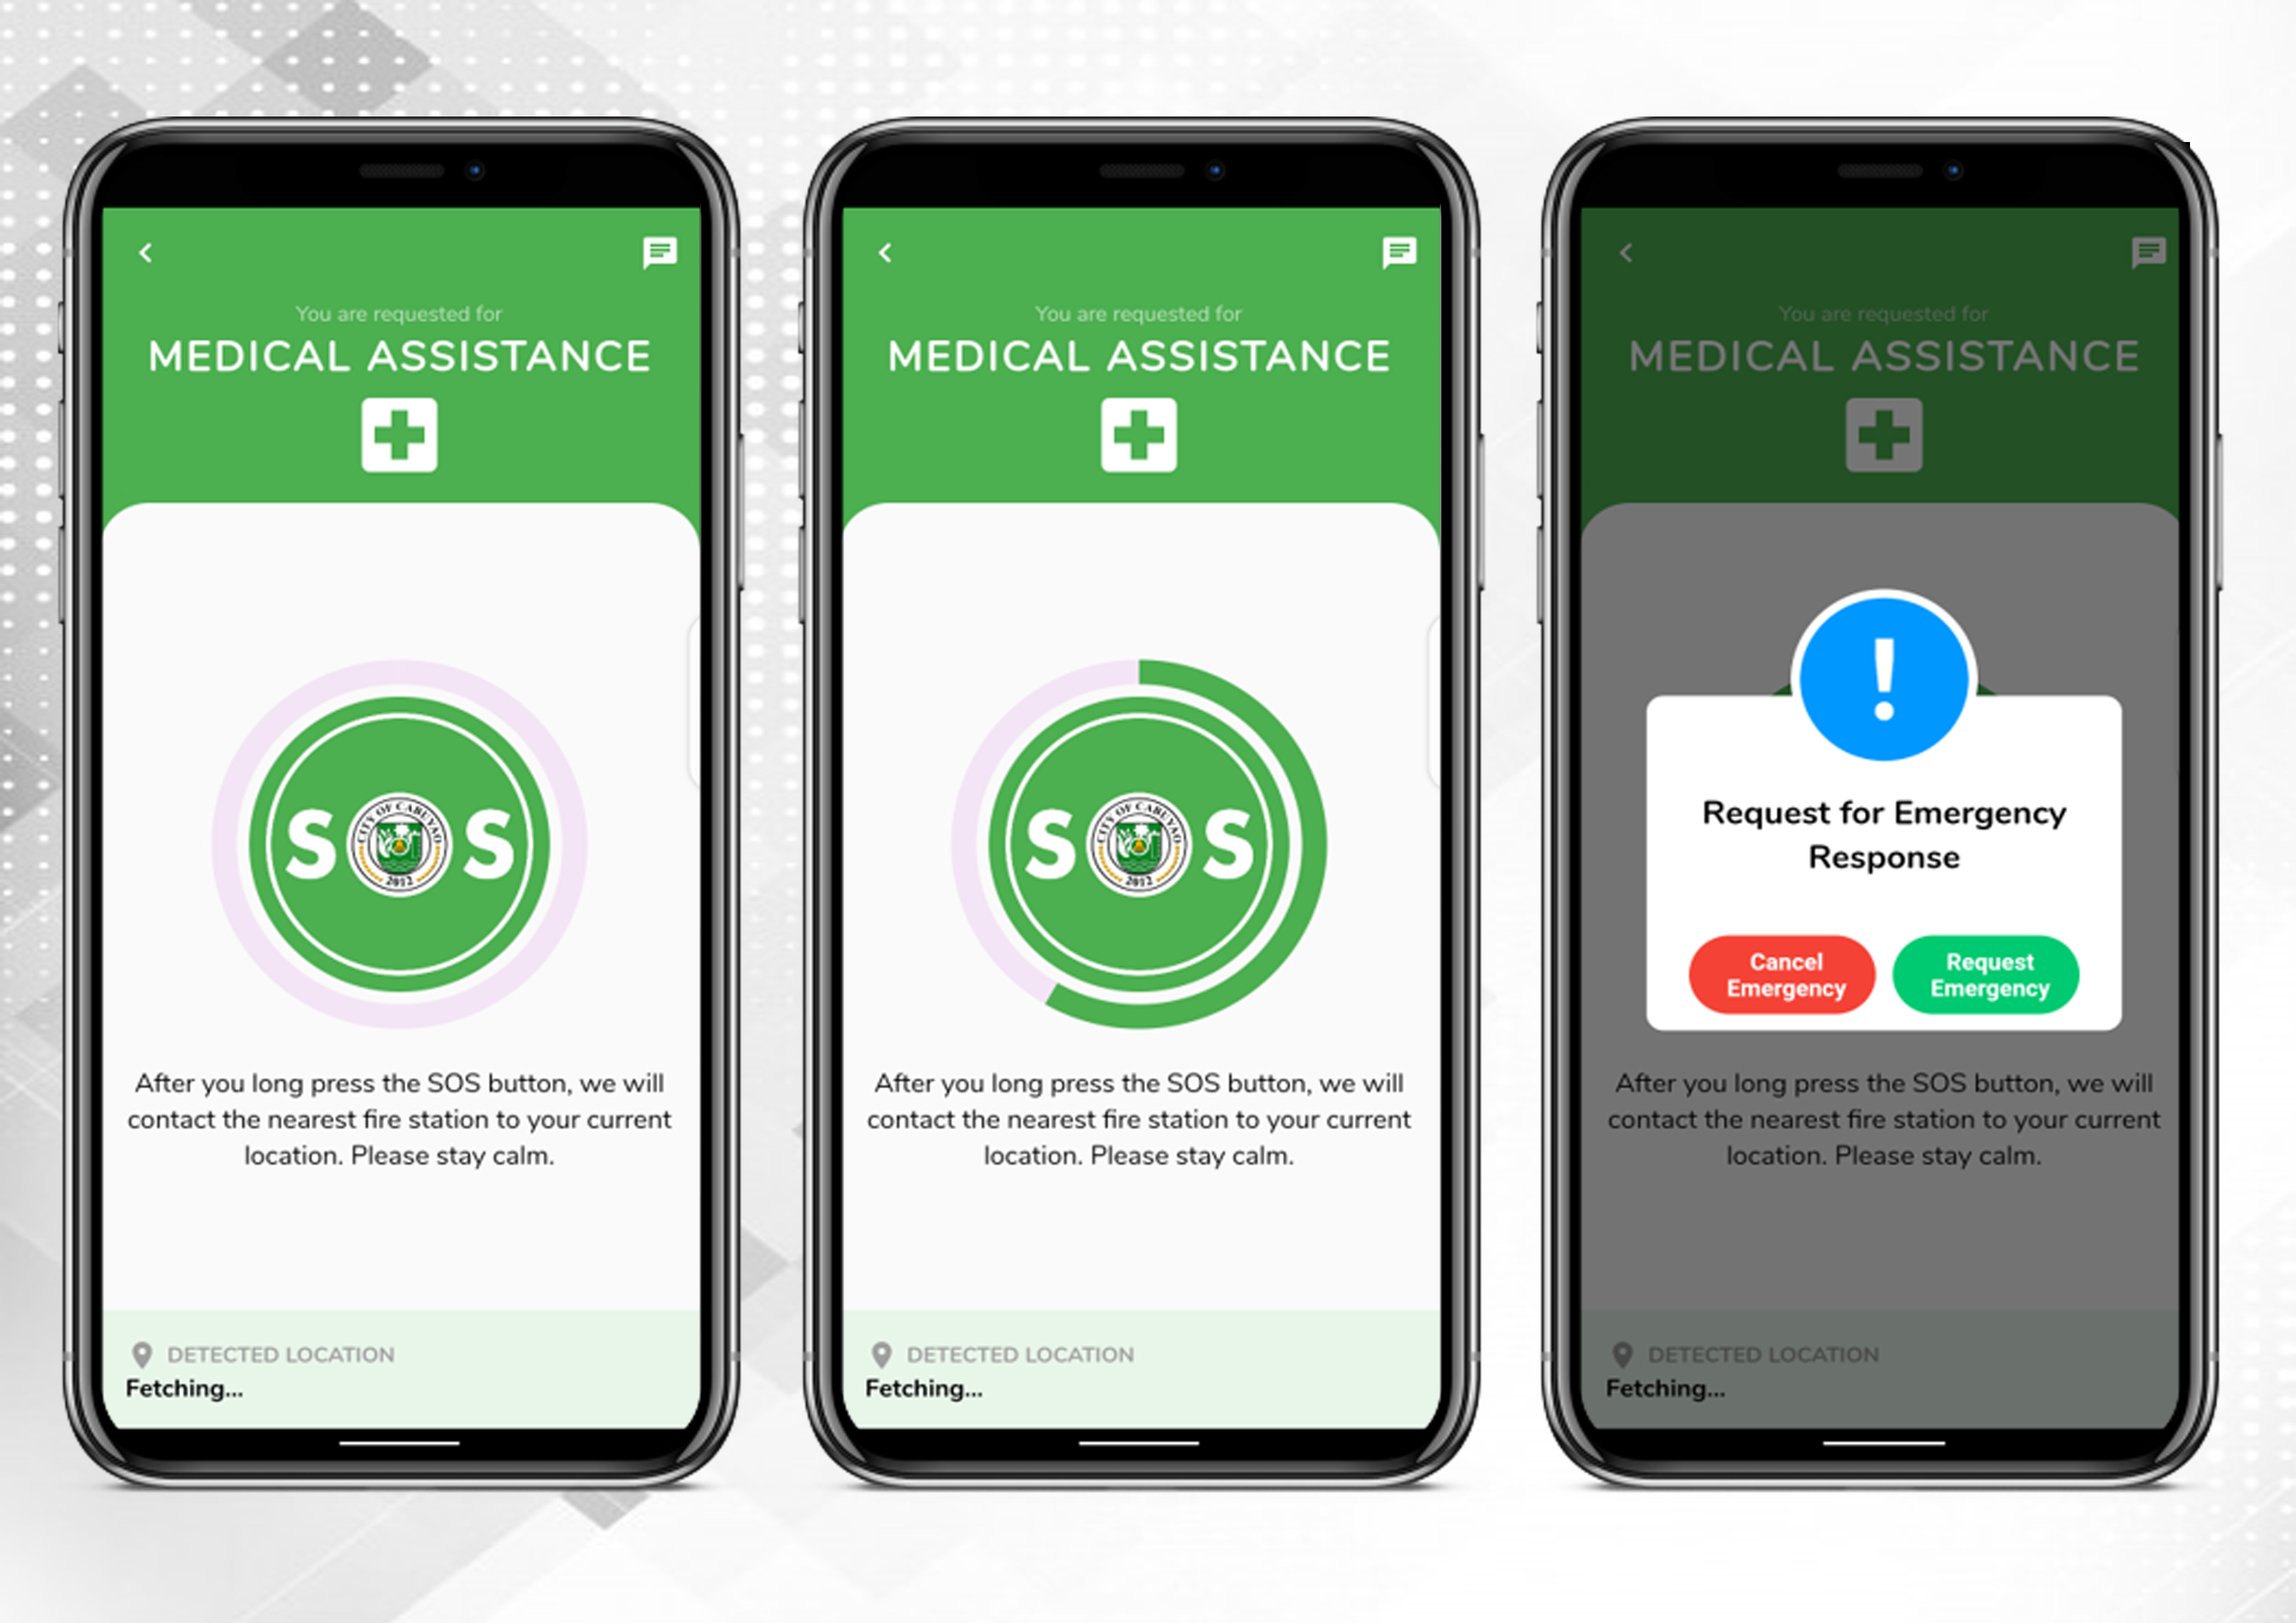 You are requested for
MEDICAL ASSISTANCE
S S
CITY OF CABUYAO
2012
After you long press the SOS button, we will
contact the nearest fire station to your current
location. Please stay calm.
DETECTED LOCATION
Fetching...
You are requested for
MEDICAL ASSISTANCE
S S
CITY OF CABUYAO
2012
After you long press the SOS button, we will
contact the nearest fire station to your current
location. Please stay calm.
DETECTED LOCATION
Fetching...
You are requested for
MEDICAL ASSISTANCE
!
Request for Emergency
Response
Cancel
Emergency
Request
Emergency
After you long press the SOS button, we will
contact the nearest fire station to your current
location. Please stay calm.
DETECTED LOCATION
Fetching...